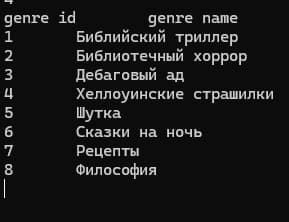 genre id genre name
1 Библийский триллер
2 Библиотечный хоррор
3 Дебаговый ад
4 Хеллоуинские страшилки
5 Шутка
6 Сказки на ночь
7 Рецепты
8 Философия